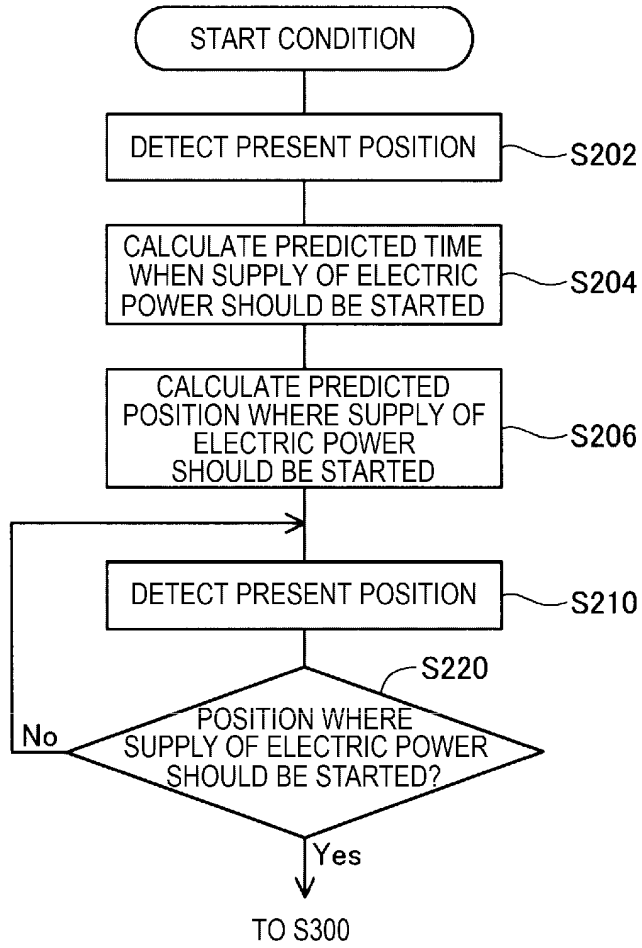 START CONDITION
DETECT PRESENT POSITION
S202
CALCULATE PREDICTED TIME
WHEN SUPPLY OF ELECTRIC
POWER SHOULD BE STARTED
S204
CALCULATE PREDICTED
POSITION WHERE SUPPLY OF
ELECTRIC POWER
SHOULD BE STARTED
S206
DETECT PRESENT POSITION
S210
S220
POSITION WHERE
SUPPLY OF ELECTRIC POWER
SHOULD BE STARTED?
No
Yes
TO S300